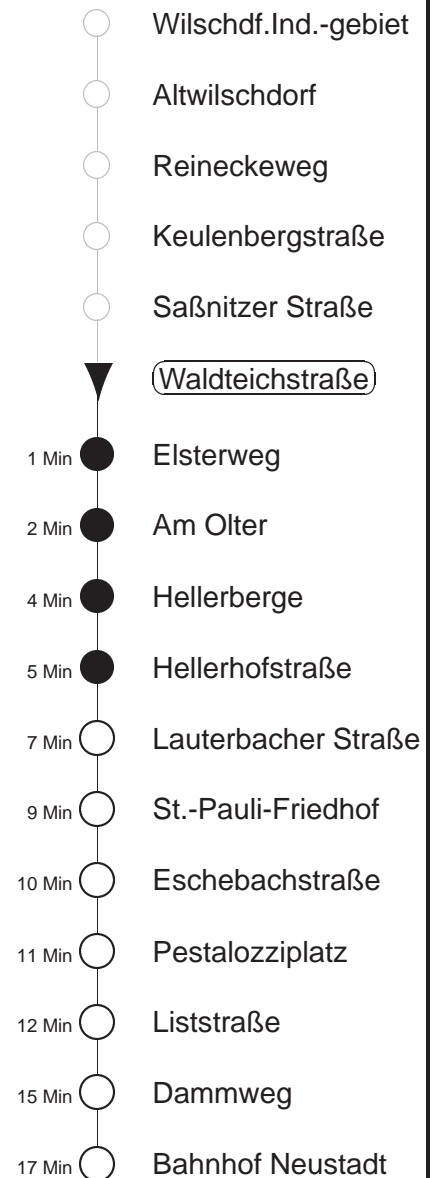 Wilschdf.Ind.-gebiet
Altwilschdorf
Reineckeweg
Keulenbergstraße
Saßnitzer Straße
Waldteichstraße
1 Min Elsterweg
2 Min Am Olter
4 Min Hellerberge
5 Min Hellerhofstraße
7 Min Lauterbacher Straße
9 Min St.-Pauli-Friedhof
10 Min Eschebachstraße
11 Min Pestalozziplatz
12 Min Liststraße
15 Min Dammweg
17 Min Bahnhof Neustadt